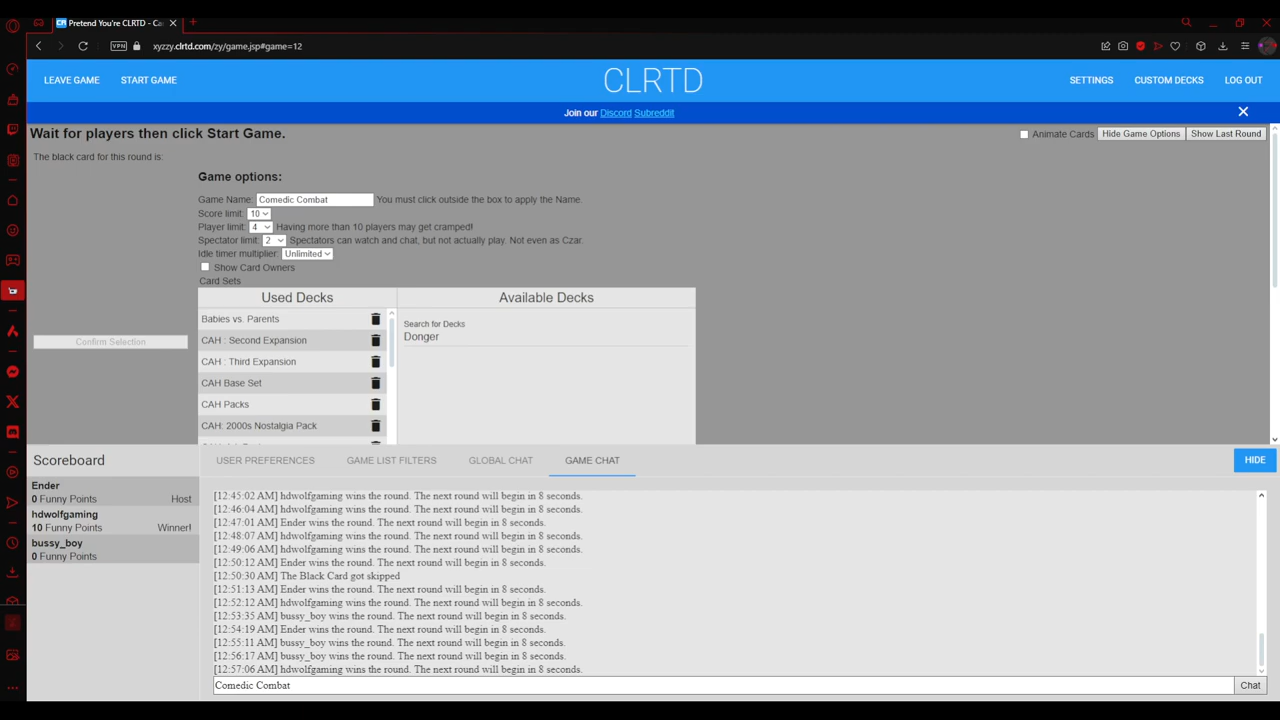 Pretend You're CLRTD - Ca
VPN
xyzzy.clrtd.com/zy/game.jsp#game=12
LEAVE GAME
START GAME
CLRTD
SETTINGS
CUSTOM DECKS
LOG OUT
Join our Discord Subreddit
Wait for players then click Start Game.
Animate Cards
Hide Game Options
Show Last Round
The black card for this round is:
Game options:
Game Name: Comedic Combat You must click outside the box to apply the Name.
Score limit: 10
Player limit: 4 Having more than 10 players may get cramped!
Spectator limit: 2 Spectators can watch and chat, but not actually play. Not even as Czar.
Idle timer multiplier: Unlimited
Show Card Owners
Card Sets
Used Decks
Available Decks
Babies vs. Parents
Search for Decks
Donger
CAH : Second Expansion
Confirm Selection
CAH : Third Expansion
CAH Base Set
CAH Packs
CAH: 2000s Nostalgia Pack
Scoreboard
USER PREFERENCES
GAME LIST FILTERS
GLOBAL CHAT
GAME CHAT
HIDE
Ender
0 Funny Points Host
hdwolfgaming
10 Funny Points Winner!
bussy_boy
0 Funny Points
[12:45:02 AM] hdwolfgaming wins the round. The next round will begin in 8 seconds.
[12:46:04 AM] hdwolfgaming wins the round. The next round will begin in 8 seconds.
[12:47:01 AM] Ender wins the round. The next round will begin in 8 seconds.
[12:48:07 AM] hdwolfgaming wins the round. The next round will begin in 8 seconds.
[12:49:06 AM] hdwolfgaming wins the round. The next round will begin in 8 seconds.
[12:50:12 AM] Ender wins the round. The next round will begin in 8 seconds.
[12:50:30 AM] The Black Card got skipped
[12:51:13 AM] Ender wins the round. The next round will begin in 8 seconds.
[12:52:12 AM] hdwolfgaming wins the round. The next round will begin in 8 seconds.
[12:53:35 AM] bussy_boy wins the round. The next round will begin in 8 seconds.
[12:54:19 AM] Ender wins the round. The next round will begin in 8 seconds.
[12:55:11 AM] bussy_boy wins the round. The next round will begin in 8 seconds.
[12:56:17 AM] bussy_boy wins the round. The next round will begin in 8 seconds.
[12:57:06 AM] hdwolfgaming wins the round. The next round will begin in 8 seconds.
Comedic Combat
Chat